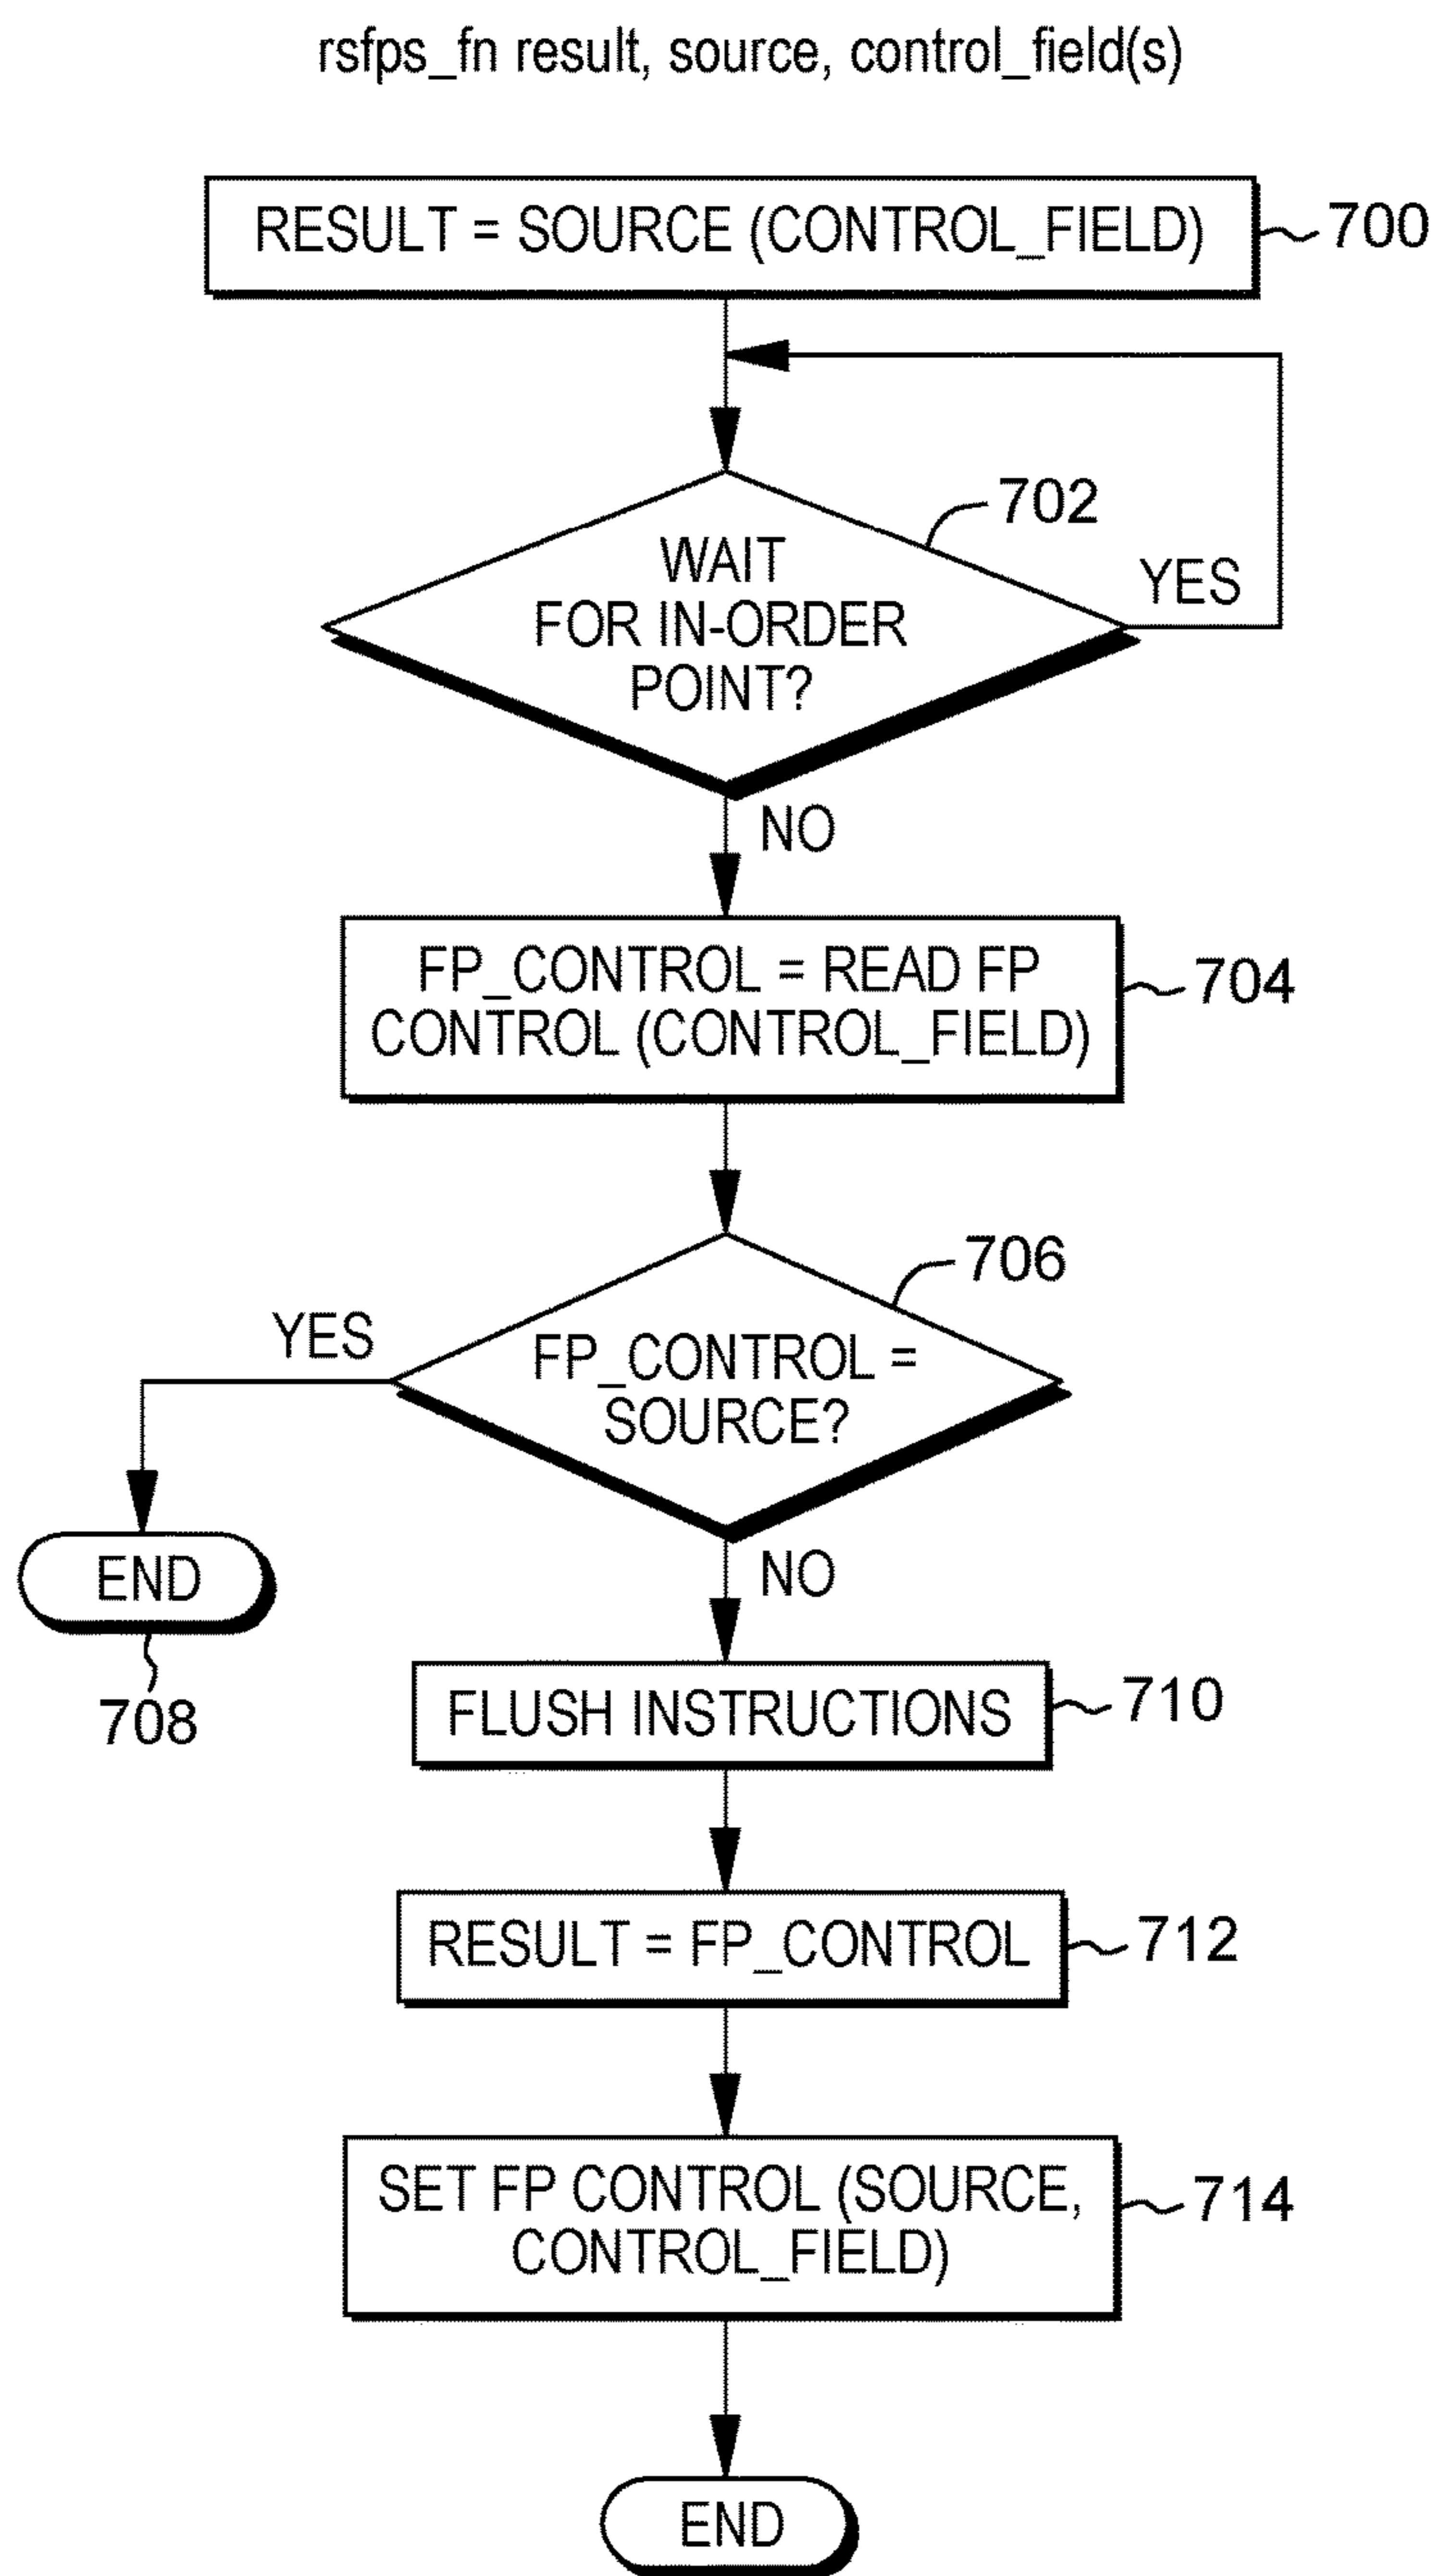 rsfps_fn result, source, control_field(s)
RESULT = SOURCE (CONTROL_FIELD)
700
702
WAIT
FOR IN-ORDER
POINT?
YES
NO
FP_CONTROL = READ FP
CONTROL (CONTROL_FIELD)
704
706
YES
FP_CONTROL =
SOURCE?
END
NO
708
FLUSH INSTRUCTIONS
710
RESULT = FP_CONTROL
712
SET FP CONTROL (SOURCE,
CONTROL_FIELD)
714
END